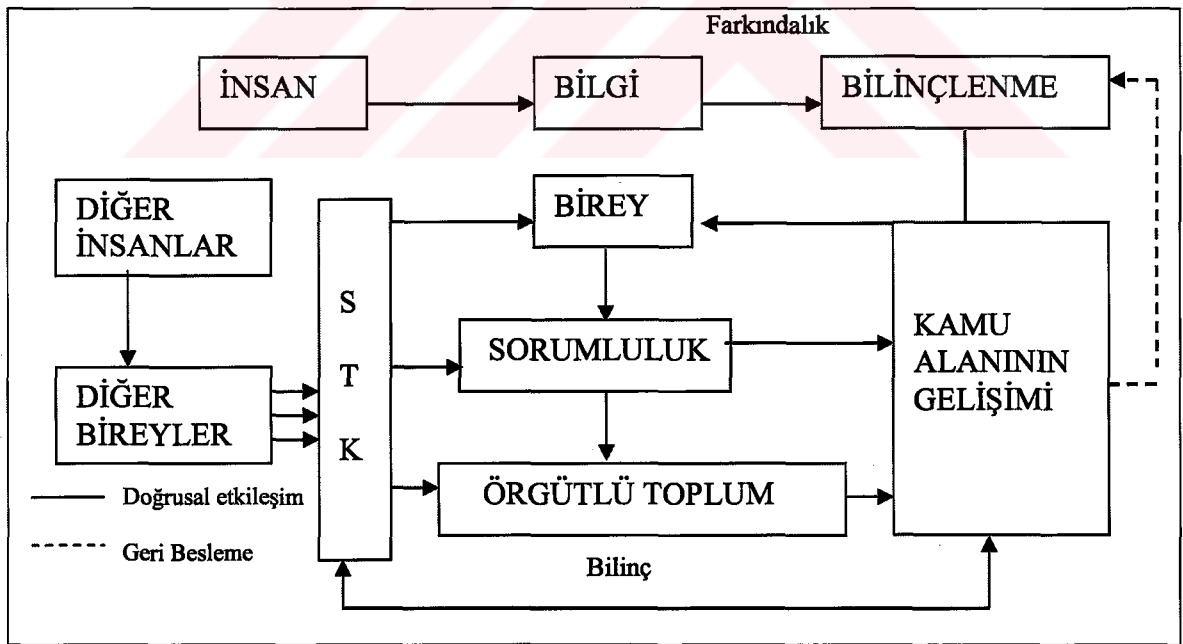 Farkındalık
İNSAN
BİLGİ
BİLİNÇLENME
DİĞER
İNSANLAR
BİREY
S
T
K
SORUMLULUK
KAMU
ALANININ
GELİŞİMİ
DİĞER
BİREYLER
ÖRGÜTLÜ TOPLUM
Doğrusal etkileşim
Geri Besleme
Bilinç